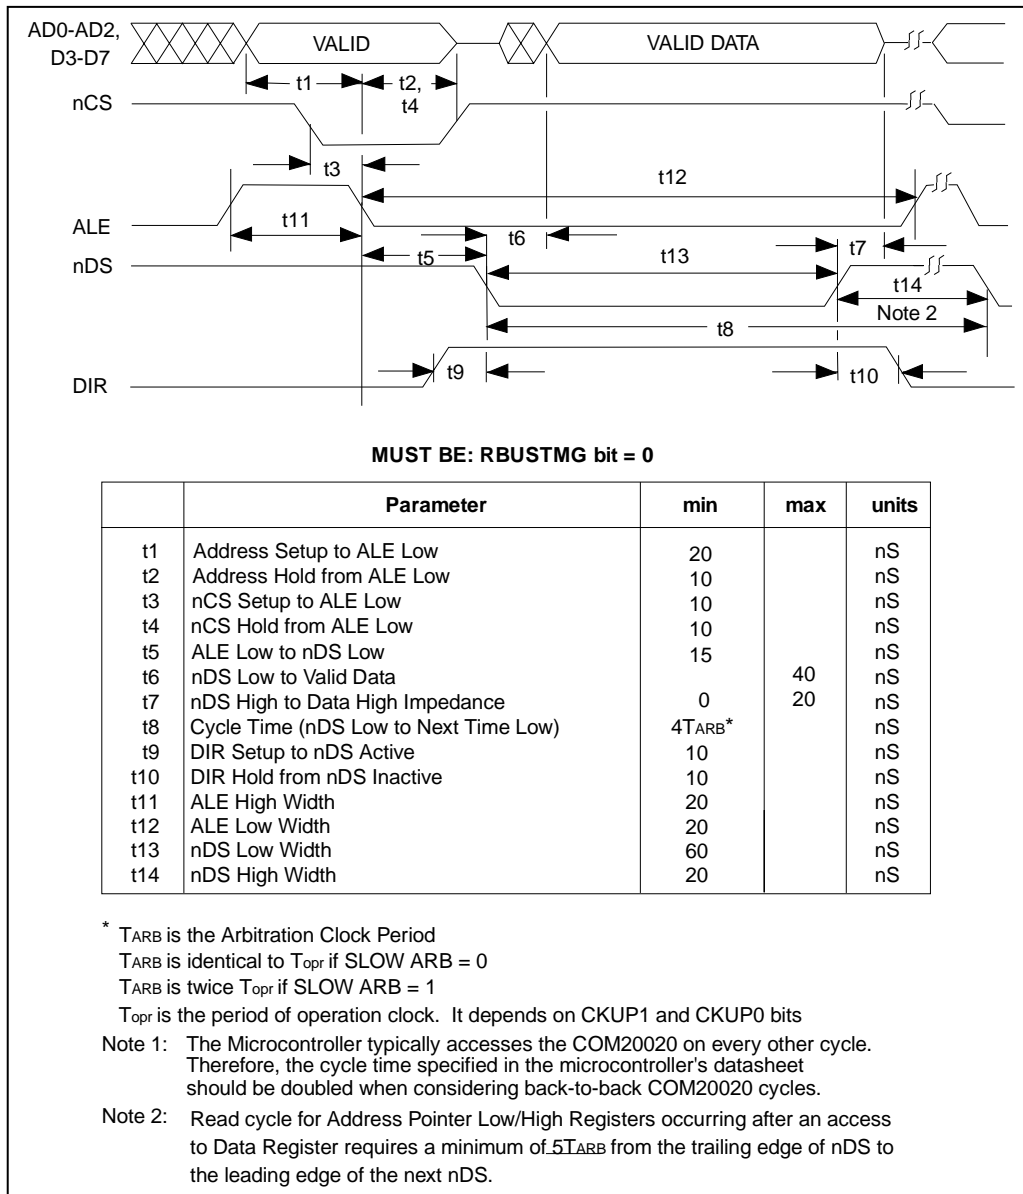 AD0-AD2,
D3-D7
VALID
VALID DATA
t1
t2,
t4
nCS
t3
t12
ALE
t11
t6
t7
t5
t13
nDS
t14
Note 2
t8
t9
t10
DIR
MUST BE: RBUSTMG bit = 0
Parameter min max units
t1 Address Setup to ALE Low 20 nS
t2 Address Hold from ALE Low 10 nS
t3 nCS Setup to ALE Low 10 nS
t4 nCS Hold from ALE Low 10 nS
t5 ALE Low to nDS Low 15 nS
t6 nDS Low to Valid Data 40 nS
t7 nDS High to Data High Impedance 0 20 nS
t8 Cycle Time (nDS Low to Next Time Low) 4TARB* nS
t9 DIR Setup to nDS Active 10 nS
t10 DIR Hold from nDS Inactive 10 nS
t11 ALE High Width 20 nS
t12 ALE Low Width 20 nS
t13 nDS Low Width 60 nS
t14 nDS High Width 20 nS
* TARB is the Arbitration Clock Period
TARB is identical to Topr if SLOW ARB = 0
TARB is twice Topr if SLOW ARB = 1
Topr is the period of operation clock. It depends on CKUP1 and CKUP0 bits
Note 1: The Microcontroller typically accesses the COM20020 on every other cycle.
Therefore, the cycle time specified in the microcontroller's datasheet
should be doubled when considering back-to-back COM20020 cycles.
Note 2: Read cycle for Address Pointer Low/High Registers occurring after an access
to Data Register requires a minimum of 5TARB from the trailing edge of nDS to
the leading edge of the next nDS.